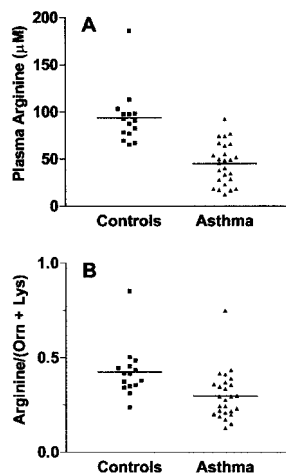 A
Plasma Arginine (μM)
200
150
100
50
0
Controls Asthma
B
Arginine/(Orn + Lys)
1.0
0.5
0.0
Controls Asthma